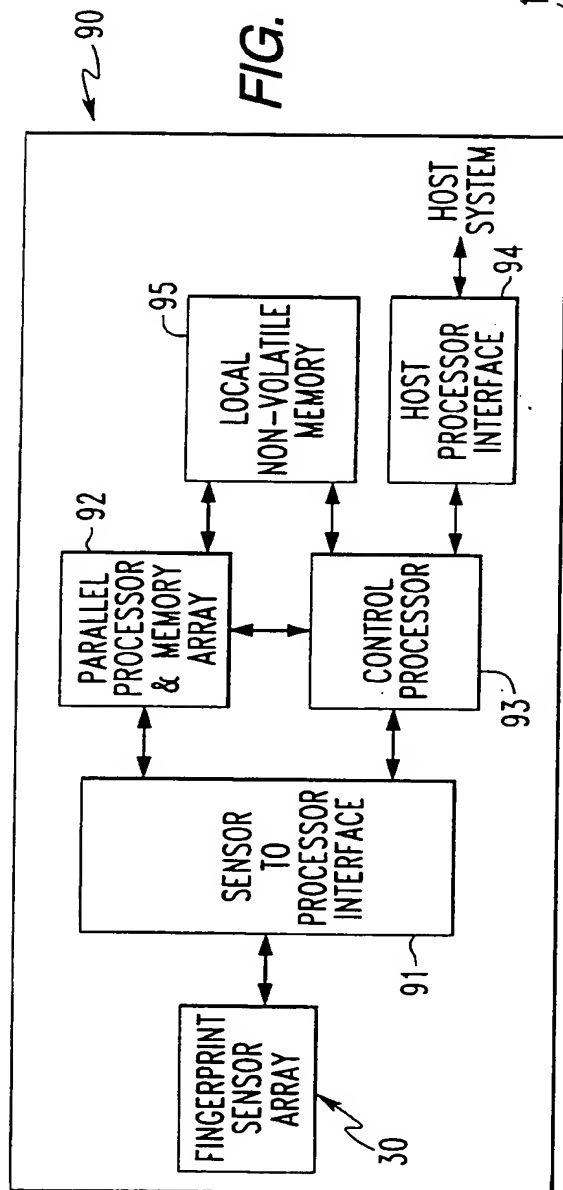 90
FIG.
FINGERPRINT
SENSOR
ARRAY
30
SENSOR
TO
PROCESSOR
INTERFACE
91
PARALLEL
PROCESSOR
& MEMORY
ARRAY
92
LOCAL
NON-VOLATILE
MEMORY
95
CONTROL
PROCESSOR
93
HOST
PROCESSOR
INTERFACE
94
HOST
SYSTEM